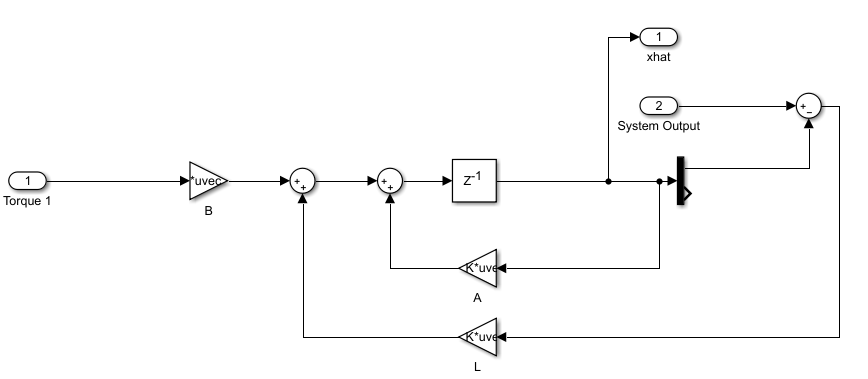 1
xhat
2
System Output
+
−
1
Torque 1
*uvec
B
+
+
+
+
Z-1
K*uve
A
K*uve
L